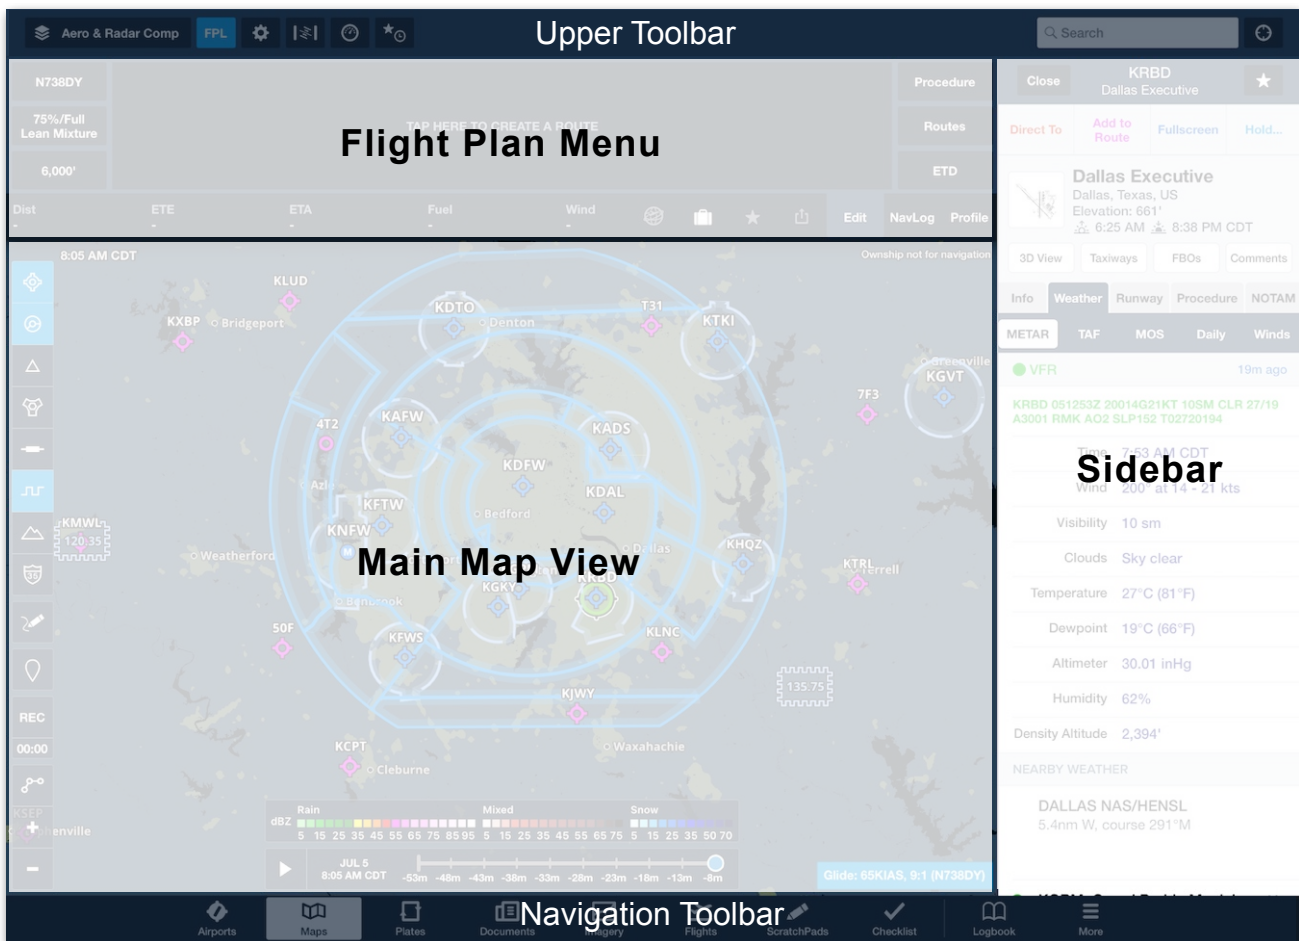 Aero & Radar Comp
FPL
Upper Toolbar
Search
N738DY
75%/Full
Lean Mixture
6,000'
TAP HERE TO CREATE A ROUTE
Flight Plan Menu
Procedure
Routes
ETD
Dist
ETE
ETA
Fuel
Wind
-
-
-
-
-
Edit
NavLog
Profile
Close
KRBD
Dallas Executive
Direct To
Add to
Route
Fullscreen
Hold...
Dallas Executive
Dallas, Texas, US
Elevation: 661'
6:25 AM 8:38 PM CDT
3D View
Taxiways
FBOs
Comments
Info
Weather
Runway
Procedure
NOTAM
METAR
TAF
MOS
Daily
Winds
VFR
19m ago
KRBD 051253Z 20014G21KT 10SM CLR 27/19
A3001 RMK AO2 SLP152 T02720194
Time 7:53 AM CDT
Sidebar
Wind 200° at 14 - 21 kts
Visibility 10 sm
Clouds Sky clear
Temperature 27°C (81°F)
Dewpoint 19°C (66°F)
Altimeter 30.01 inHg
Humidity 62%
Density Altitude 2,394'
NEARBY WEATHER
DALLAS NAS/HENSL
5.4nm W, course 291°M
8:05 AM CDT
Ownship not for navigation
KLUD
KDTO
T31
KTKI
KXBP
Bridgeport
Denton
Greenville
KGVT
7F3
4T2
KAFW
KADS
KDFW
Azle
KDAL
KFTW
Bedford
KMWL
120.35
KNFW
M
Weatherford
Dallas
KHQZ
Main Map View
KTRL
Terrell
KGKY
KRBD
Benbrook
50F
KFWS
KLNC
135.75
KJWY
KCPT
Waxahachie
Cleburne
35
REC
00:00
KSEP
+
-
Rain
Mixed
Snow
dBZ
5 15 25 35 45 55 65 75 85 95
5 15 25 35 45 55 65 75
5 15 25 35 50 70
JUL 5
8:05 AM CDT
-53m -48m -43m -38m -33m -28m -23m -18m -13m -8m
Glide: 65KIAS, 9:1 (N738DY)
Navigation Toolbar
Airports
Maps
Plates
Documents
Imagery
Flights
ScratchPads
Checklist
Logbook
More